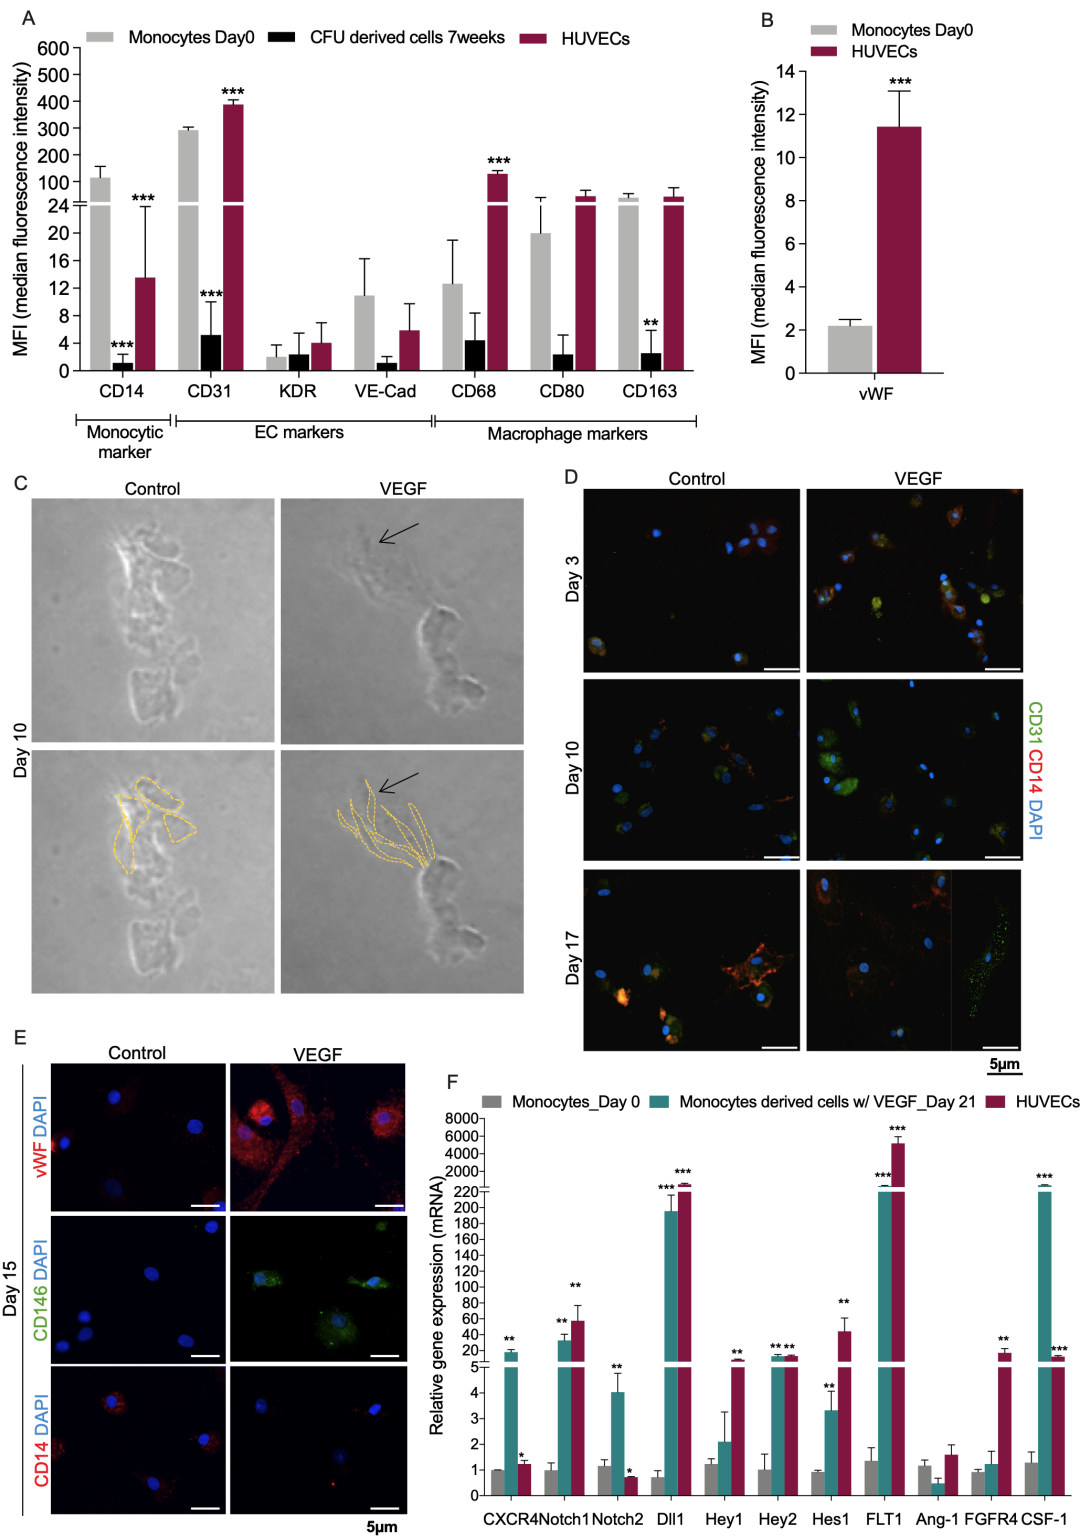 A
Monocytes Day0 CFU derived cells 7weeks HUVECs
MFI (median fluorescence intensity)
600
500
400
300
200
100
24
20
16
12
8
4
0
*** *** *** *** *** **
CD14 CD31 KDR VE-Cad CD68 CD80 CD163
Monocytic marker
EC markers
Macrophage markers
B
Monocytes Day0
HUVECs
MFI (median fluorescence intensity)
14
12
10
8
6
4
2
0
***
vWF
C
Control VEGF
Day 10
D
Control VEGF
Day 3
Day 10
Day 17
CD31 CD14 DAPI
5µm
E
Control VEGF
Day 15
vWF DAPI
CD146 DAPI
CD14 DAPI
5µm
F
Monocytes_Day 0 Monocytes derived cells w/ VEGF_Day 21 HUVECs
Relative gene expression (mRNA)
8000
6000
4000
2000
220
200
180
160
140
120
100
80
60
40
20
5
4
3
2
1
0
** * ** ** ** * *** *** ** ** ** ** ** *** *** ** *** ***
CXCR4 Notch1 Notch2 Dll1 Hey1 Hey2 Hes1 FLT1 Ang-1 FGFR4 CSF-1